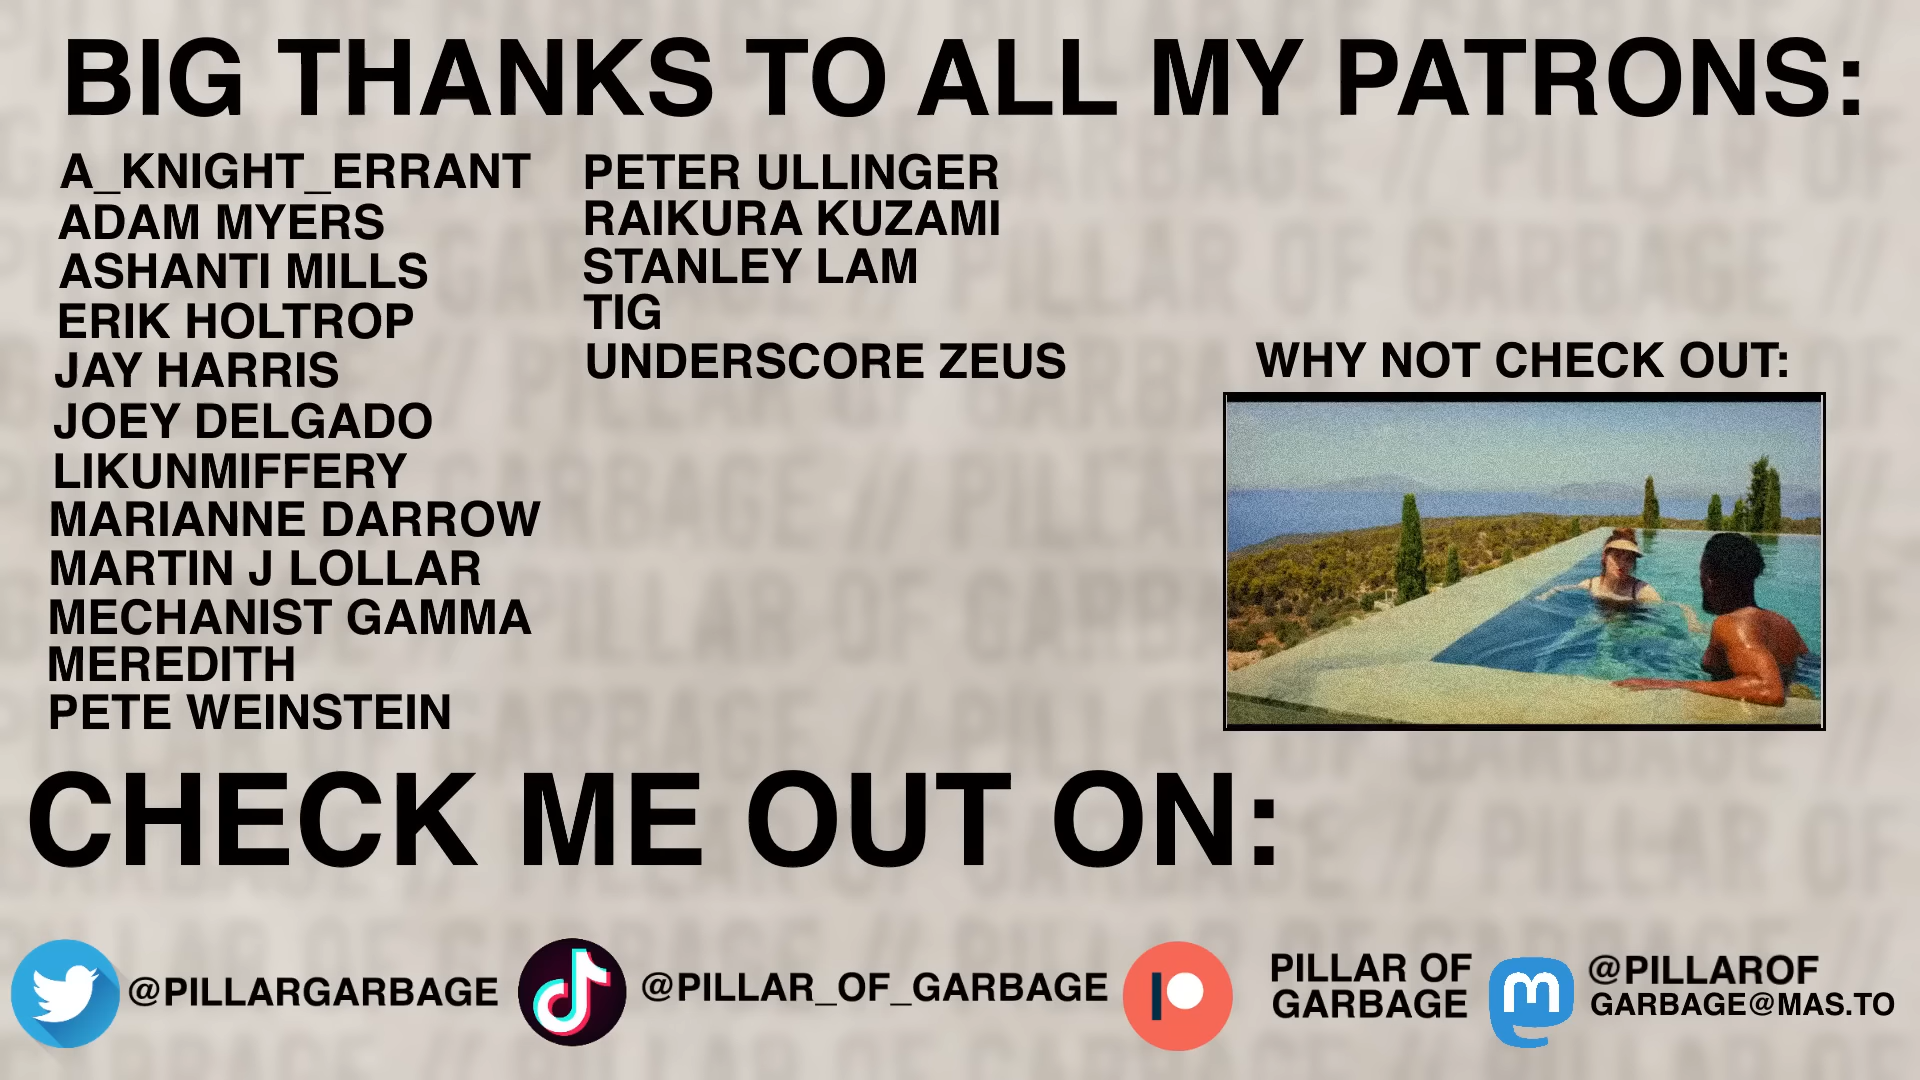 BIG THANKS TO ALL MY PATRONS:
A_KNIGHT_ERRANT
ADAM MYERS
ASHANTI MILLS
ERIK HOLTROP
JAY HARRIS
JOEY DELGADO
LIKUNMIFFERY
MARIANNE DARROW
MARTIN J LOLLAR
MECHANIST GAMMA
MEREDITH
PETE WEINSTEIN
PETER ULLINGER
RAIKURA KUZAMI
STANLEY LAM
TIG
UNDERSCORE ZEUS
WHY NOT CHECK OUT:
CHECK ME OUT ON:
@PILLARGARBAGE
@PILLAR_OF_GARBAGE
PILLAR OF
GARBAGE
@PILLAROF
GARBAGE@MAS.TO